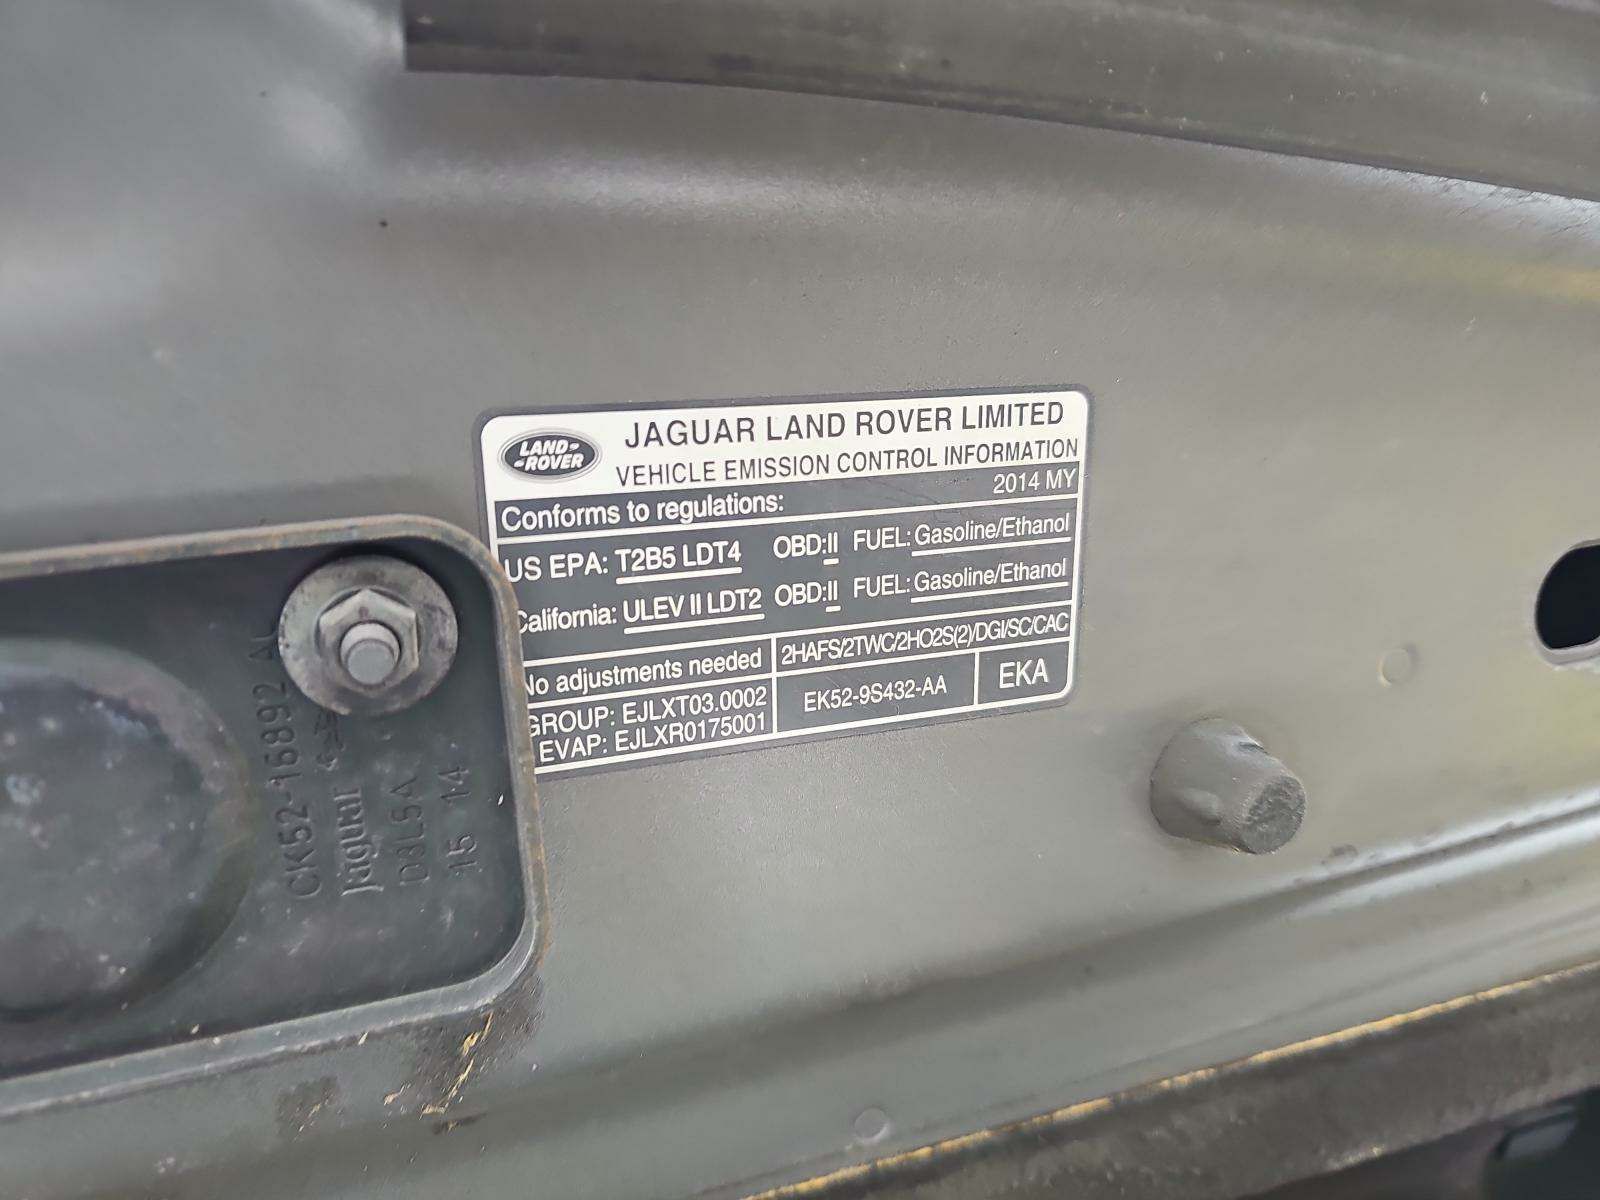 LAND-
-ROVER
JAGUAR LAND ROVER LIMITED
VEHICLE EMISSION CONTROL INFORMATION
2014 MY
Conforms to regulations:
US EPA: T2B5 LDT4 OBD:II FUEL: Gasoline/Ethanol
California: ULEV II LDT2 OBD:II FUEL: Gasoline/Ethanol
No adjustments needed
2HAFS/2TWC/2HO2S(2)/DGI/SC/CAC
GROUP: EJLXT03.0002
EVAP: EJLXR0175001
EK52-9S432-AA
EKA
CK52-16892
Jaguar
D3L5A
15 14